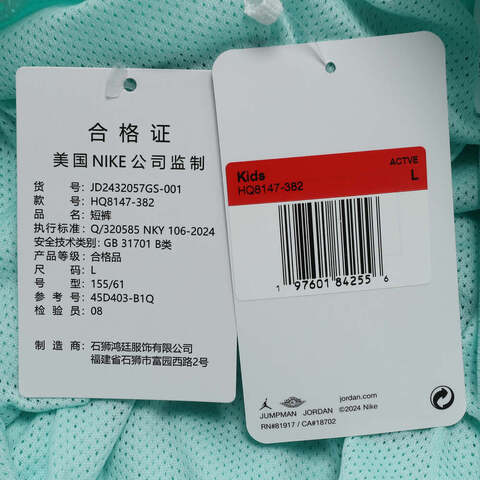 合格证
美国NIKE公司监制
货 号: JD2432057GS-001
款 号: HQ8147-382
品 名: 短裤
执行标准: Q/320585 NKY 106-2024
安全技术类别: GB 31701 B类
产品等级: 合格品
尺 码: L
型 号: 155/61
参 考 号: 45D403-B1Q
检 验 员: 08
制 造 商: 石狮鸿廷服饰有限公司
福建省石狮市富园西路2号
ACTVE
Kids L
HQ8147-382
1 97601 84255 6
JUMPMAN JORDAN
jordan.com
©2024 Nike
RN#81917 / CA#18702